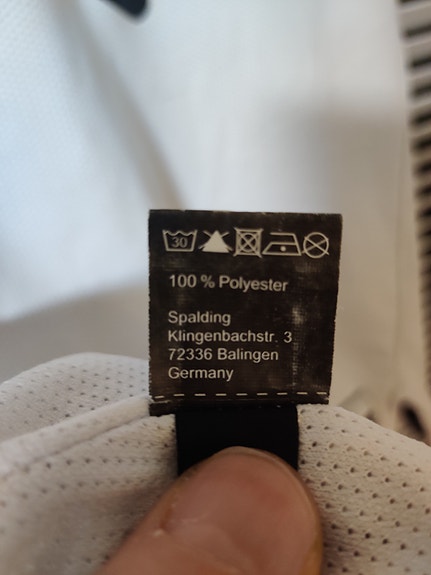 30
100 % Polyester
Spalding
Klingenbachstr. 3
72336 Balingen
Germany